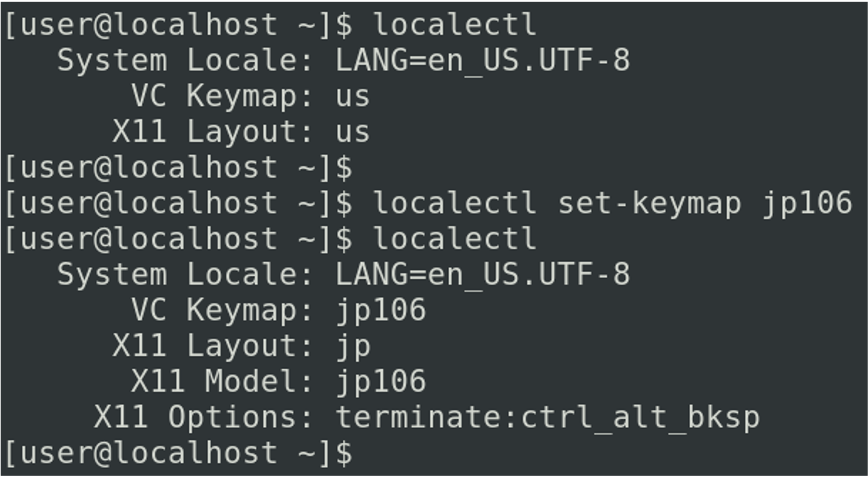 [user@localhost ~]$ localectl
System Locale: LANG=en_US.UTF-8
VC Keymap: us
X11 Layout: us
[user@localhost ~]$
[user@localhost ~]$ localectl set-keymap jp106
[user@localhost ~]$ localectl
System Locale: LANG=en_US.UTF-8
VC Keymap: jp106
X11 Layout: jp
X11 Model: jp106
X11 Options: terminate:ctrl_alt_bksp
[user@localhost ~]$